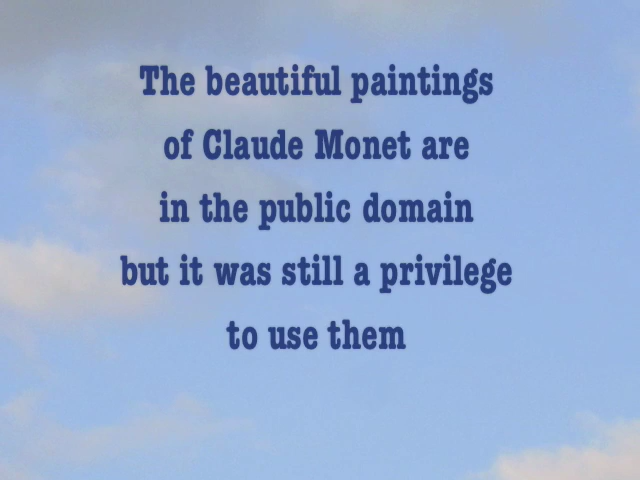 The beautiful paintings
of Claude Monet are
in the public domain
but it was still a privilege
to use them